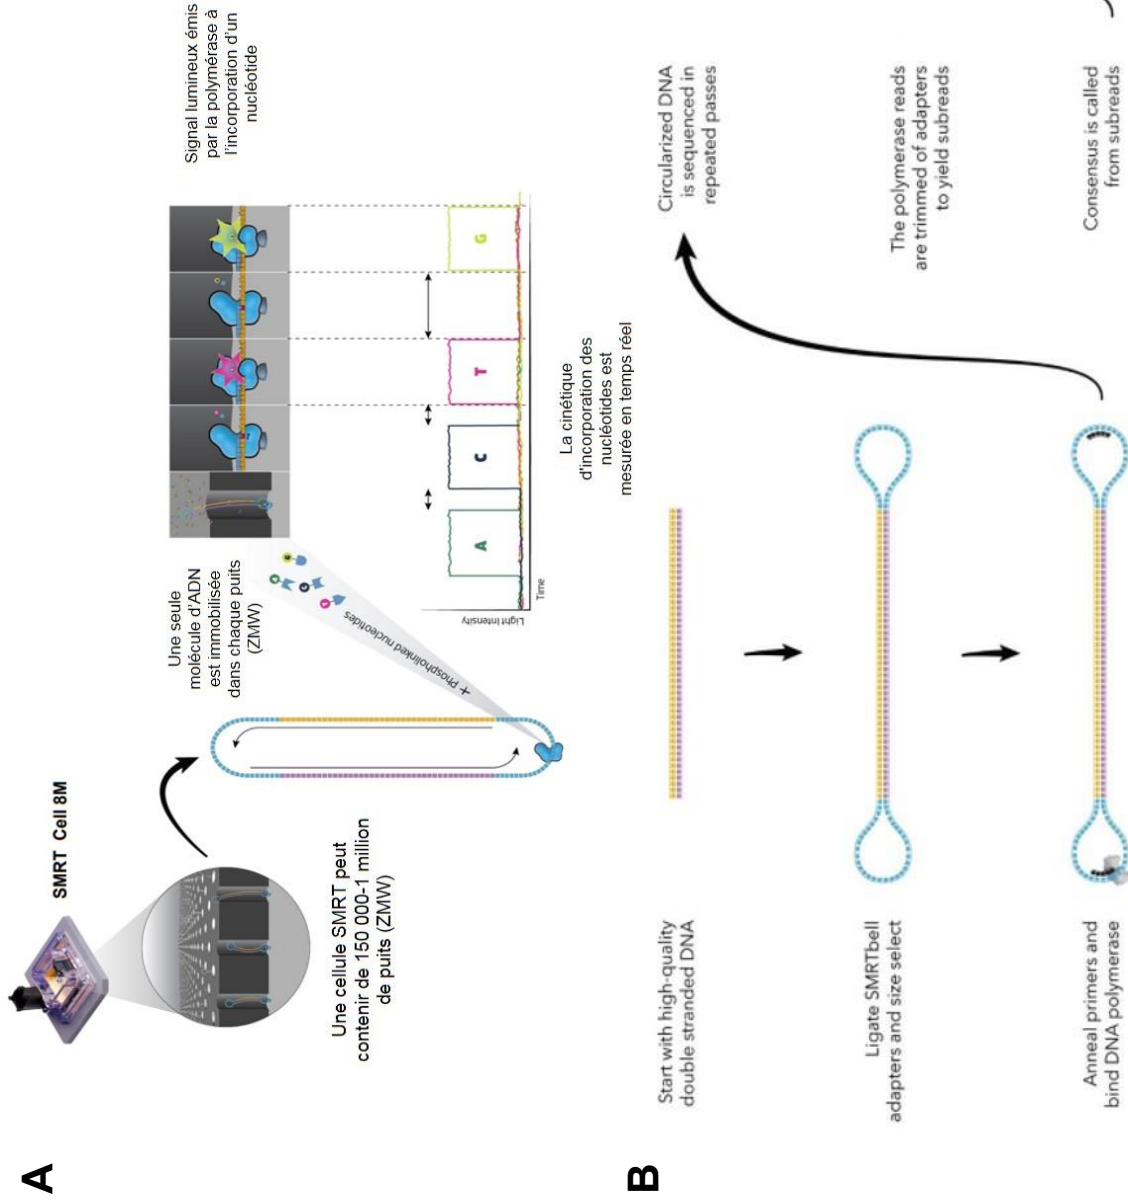 A
SMRT Cell 8M
Une cellule SMRT peut
contenir de 150 000-1 million
de puits (ZMW)
Une seule
molécule d'ADN
est immobilisée
dans chaque puits
(ZMW)
+ Phospholinked nucleotides
Signal lumineux émis
par la polymérase à
l'incorporation d'un
nucléotide
Light Intensity
A
C
T
G
Time
La cinétique
d'incorporation des
nucléotides est
mesurée en temps réel
B
Start with high-quality
double stranded DNA
Ligate SMRTbell
adapters and size select
Anneal primers and
bind DNA polymerase
Circularized DNA
is sequenced in
repeated passes
The polymerase reads
are trimmed of adapters
to yield subreads
Consensus is called
from subreads